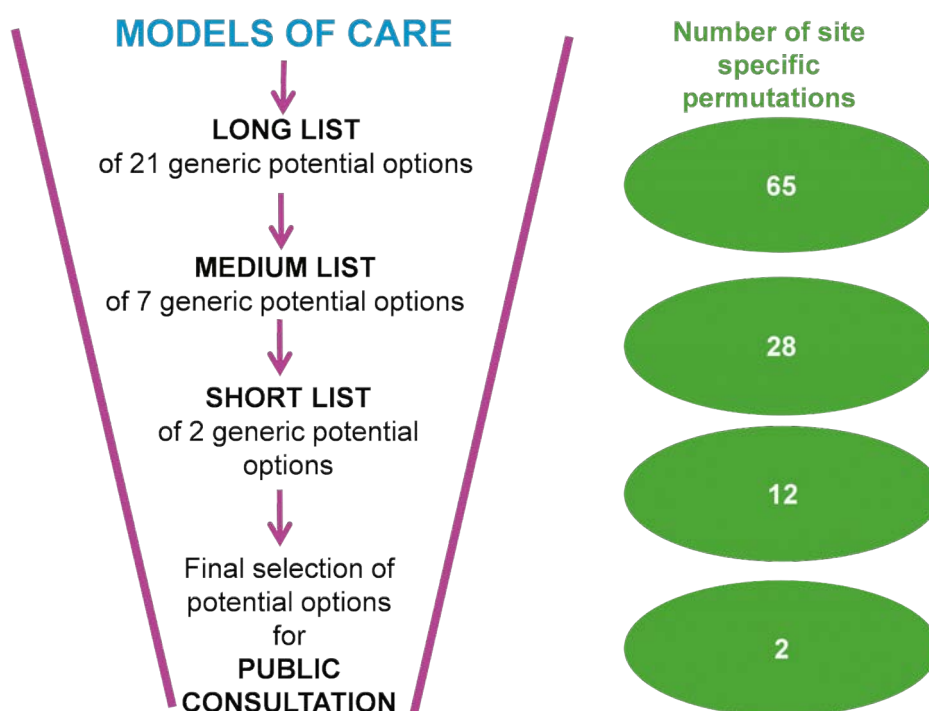 MODELS OF CARE
LONG LIST
of 21 generic potential options
MEDIUM LIST
of 7 generic potential options
SHORT LIST
of 2 generic potential
options
Final selection of
potential options
for
PUBLIC
CONSULTATION
Number of site
specific
permutations
65
28
12
2